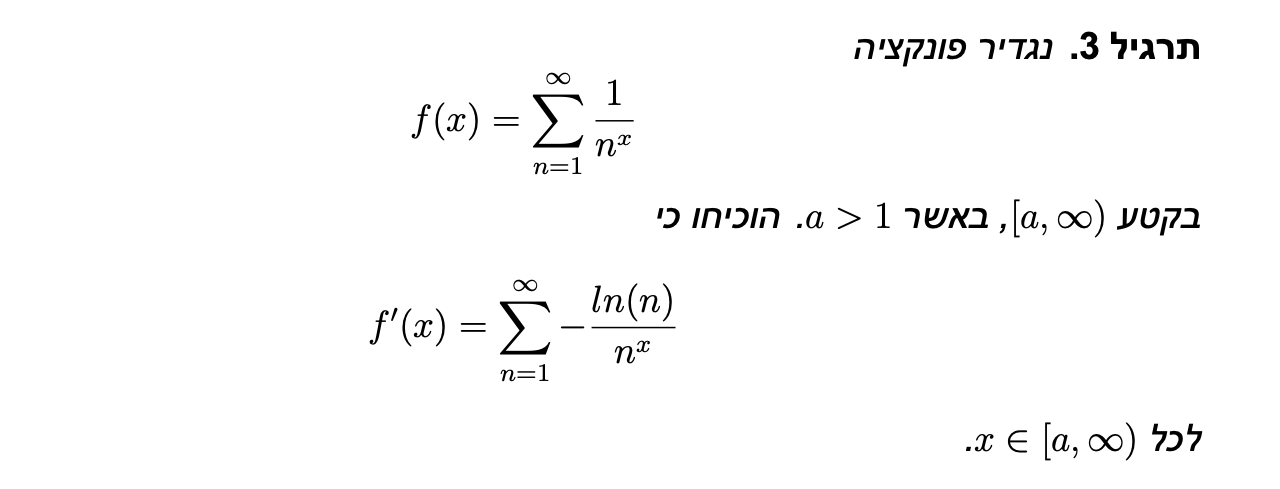 תרגיל 3. נגדיר פונקציה
f(x) = \sum_{n=1}^{\infty} \frac{1}{n^x}
בקטע [a, ∞), באשר a > 1. הוכיחו כי
f'(x) = \sum_{n=1}^{\infty} -\frac{ln(n)}{n^x}
לכל x ∈ [a, ∞).